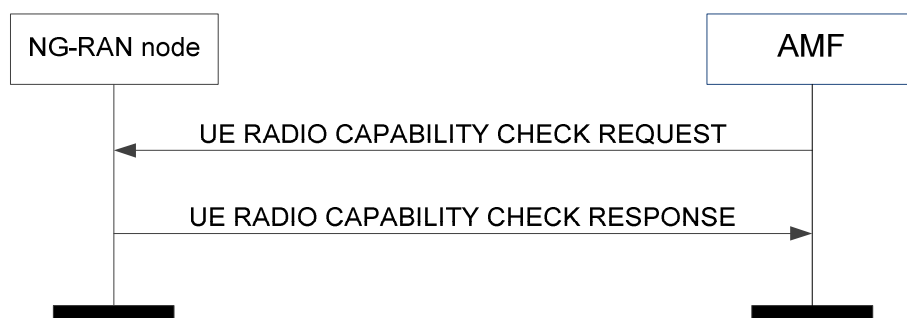 NG-RAN node
AMF
UE RADIO CAPABILITY CHECK REQUEST
UE RADIO CAPABILITY CHECK RESPONSE